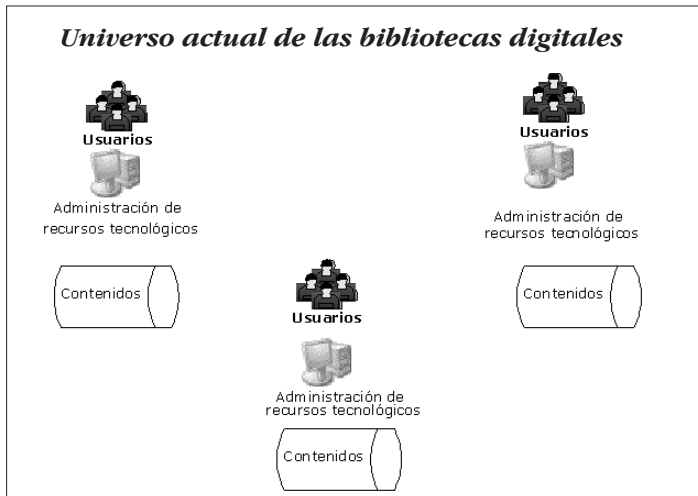 Universo actual de las bibliotecas digitales
Usuarios
Administración de
recursos tecnológicos
Contenidos
Usuarios
Administración de
recursos tecnológicos
Contenidos
Usuarios
Administración de
recursos tecnológicos
Contenidos